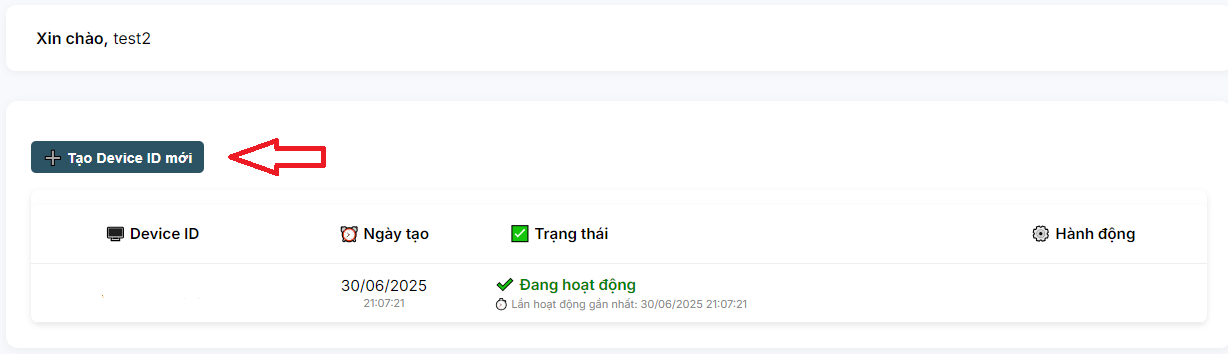 Xin chào, test2
Tạo Device ID mới
Device ID Ngày tạo Trạng thái Hành động
30/06/2025 Đang hoạt động
21:07:21 Lần hoạt động gần nhất: 30/06/2025 21:07:21